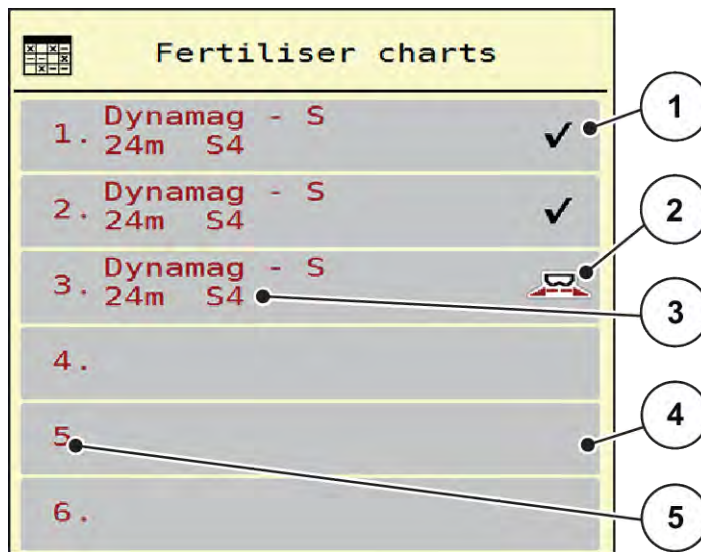 Fertiliser charts
1. Dynamag - S
24m S4
2. Dynamag - S
24m S4
3. Dynamag - S
24m S4
4.
5
6.
1
2
3
4
5